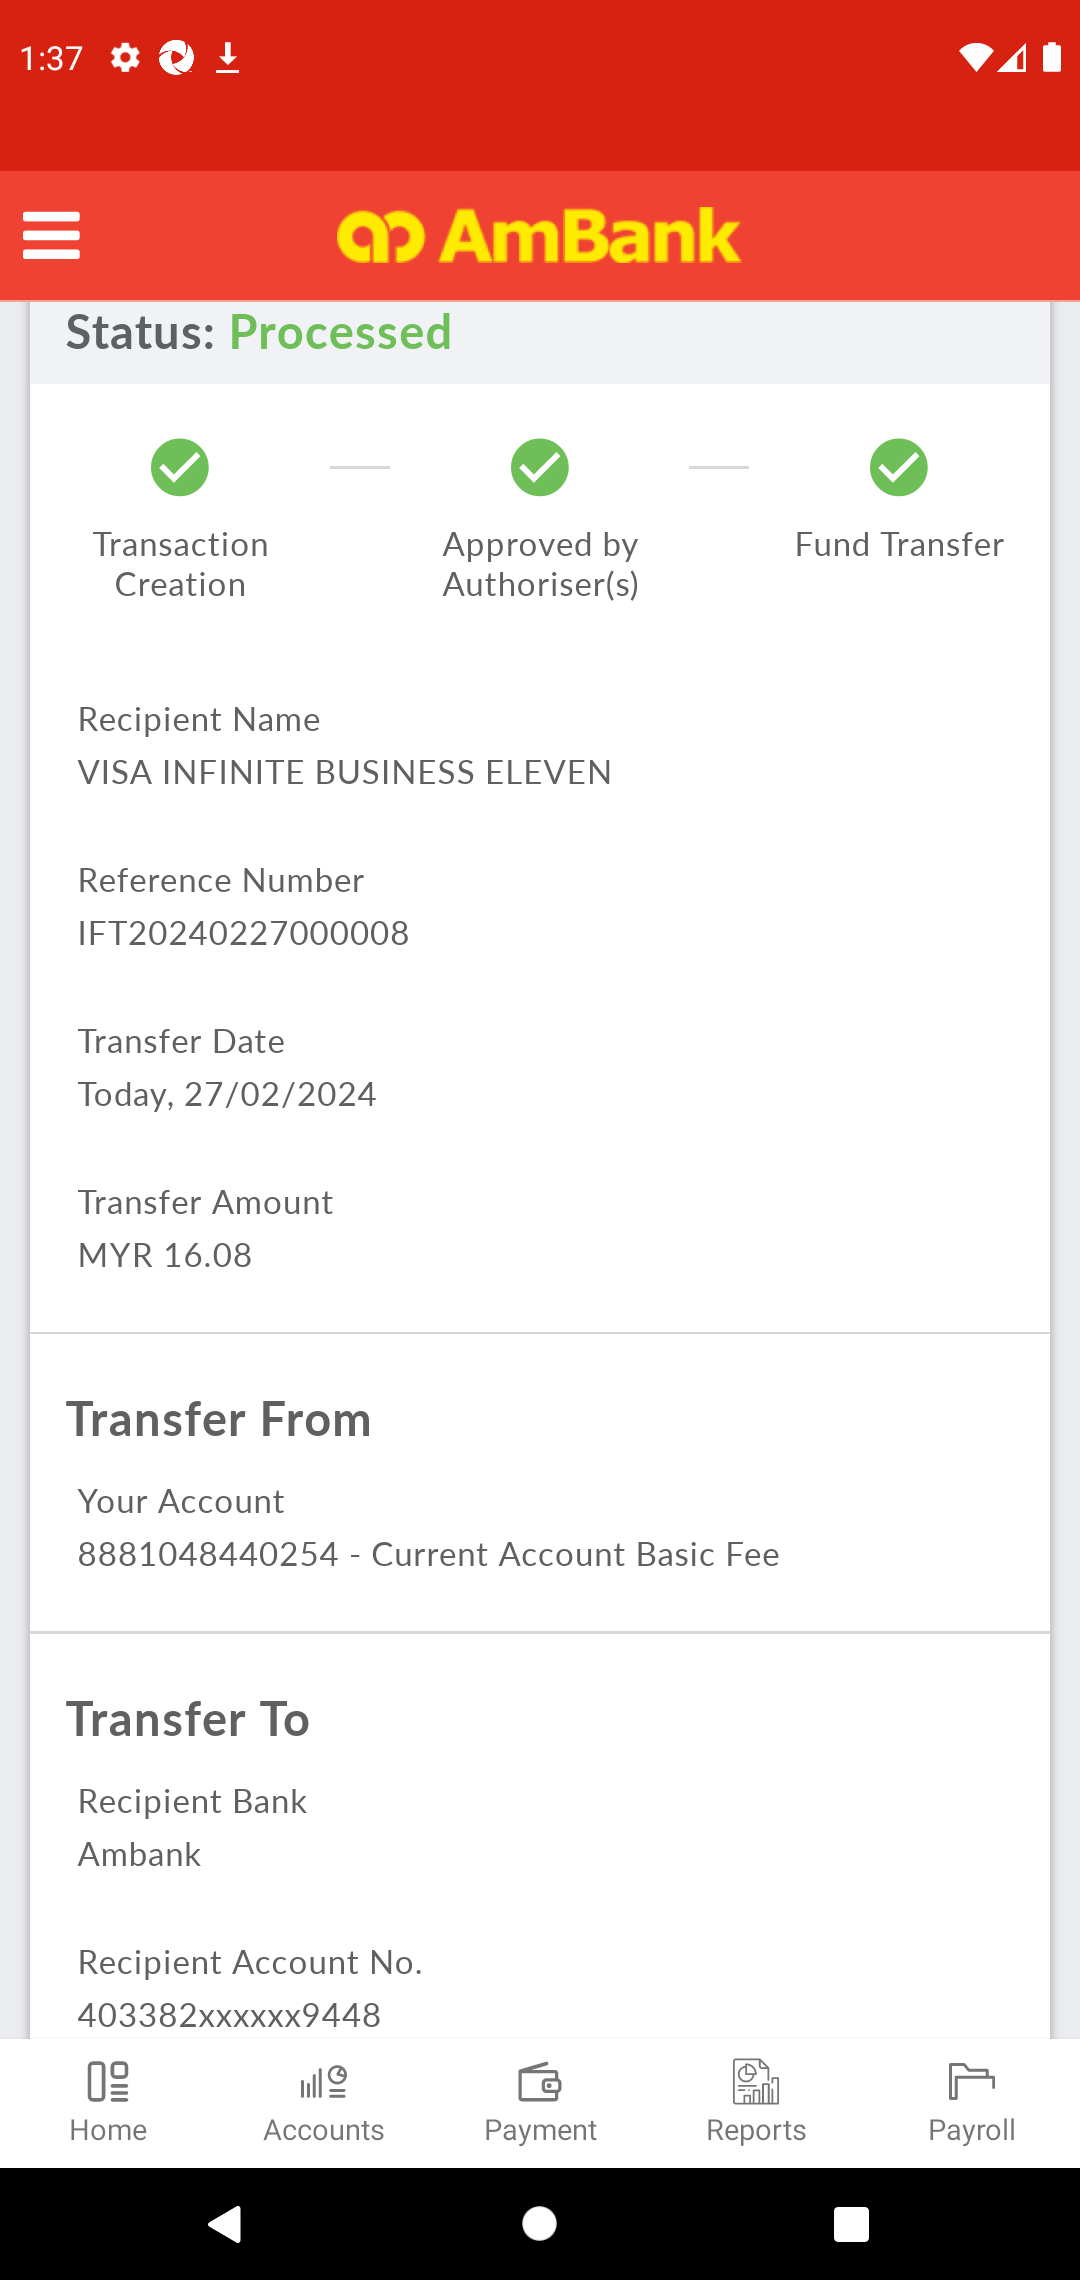 1:37
AmBank
Status: Processed
Transaction
Creation
Approved by
Authoriser(s)
Fund Transfer
Recipient Name
VISA INFINITE BUSINESS ELEVEN
Reference Number
IFT20240227000008
Transfer Date
Today, 27/02/2024
Transfer Amount
MYR 16.08
Transfer From
Your Account
8881048440254 - Current Account Basic Fee
Transfer To
Recipient Bank
Ambank
Recipient Account No.
403382xxxxxx9448
Home
Accounts
Payment
Reports
Payroll